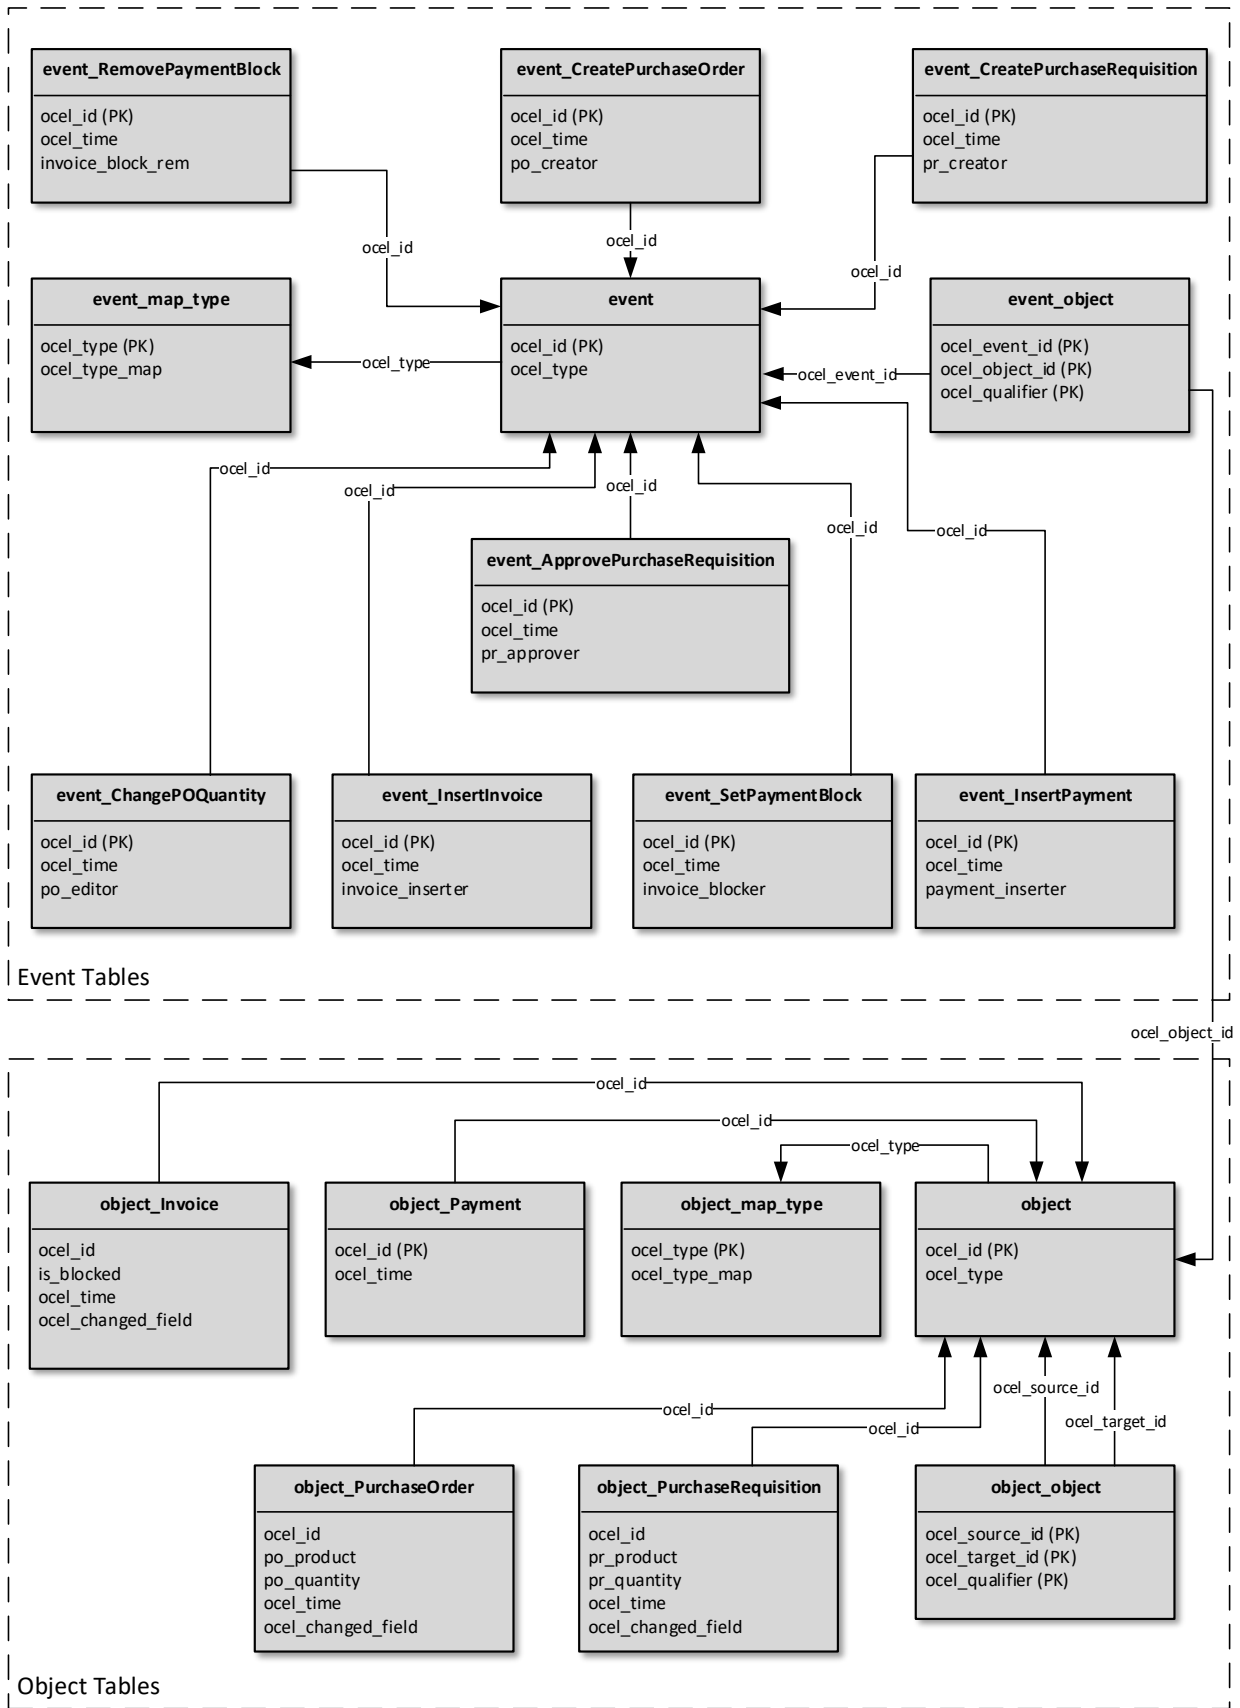 event_RemovePaymentBlock
ocel_id (PK)
ocel_time
invoice_block_rem
event_CreatePurchaseOrder
ocel_id (PK)
ocel_time
po_creator
event_CreatePurchaseRequisition
ocel_id (PK)
ocel_time
pr_creator
ocel_id
ocel_id
ocel_id
event_map_type
ocel_type (PK)
ocel_type_map
ocel_type
event
ocel_id (PK)
ocel_type
ocel_event_id
event_object
ocel_event_id (PK)
ocel_object_id (PK)
ocel_qualifier (PK)
ocel_id
ocel_id
ocel_id
ocel_id
ocel_id
event_ApprovePurchaseRequisition
ocel_id (PK)
ocel_time
pr_approver
event_ChangePOQuantity
ocel_id (PK)
ocel_time
po_editor
event_InsertInvoice
ocel_id (PK)
ocel_time
invoice_inserter
event_SetPaymentBlock
ocel_id (PK)
ocel_time
invoice_blocker
event_InsertPayment
ocel_id (PK)
ocel_time
payment_inserter
Event Tables
ocel_object_id
ocel_id
ocel_id
ocel_type
object_Invoice
ocel_id
is_blocked
ocel_time
ocel_changed_field
object_Payment
ocel_id (PK)
ocel_time
object_map_type
ocel_type (PK)
ocel_type_map
object
ocel_id (PK)
ocel_type
ocel_source_id
ocel_id
ocel_target_id
ocel_id
object_PurchaseOrder
ocel_id
po_product
po_quantity
ocel_time
ocel_changed_field
object_PurchaseRequisition
ocel_id
pr_product
pr_quantity
ocel_time
ocel_changed_field
object_object
ocel_source_id (PK)
ocel_target_id (PK)
ocel_qualifier (PK)
Object Tables